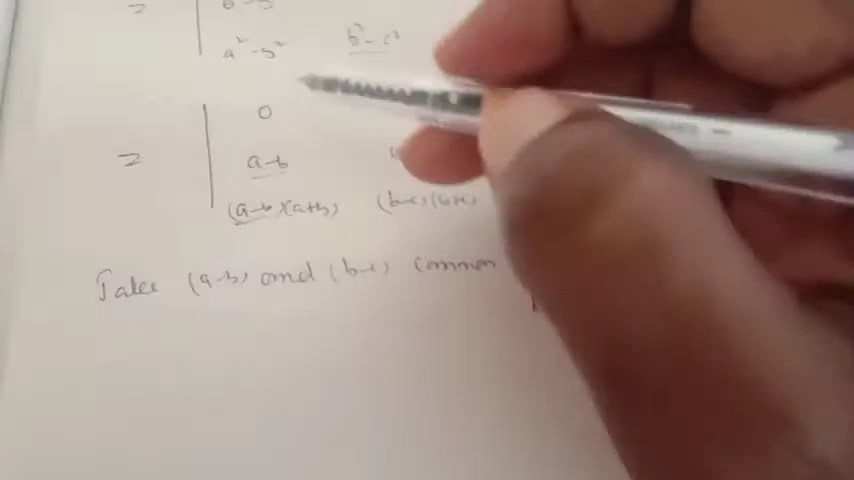 =
a² - b² b² - c²
0
= a-b
(a-b)(a+b) (b-c)(b+c)
Take (a-b) and (b-c) common